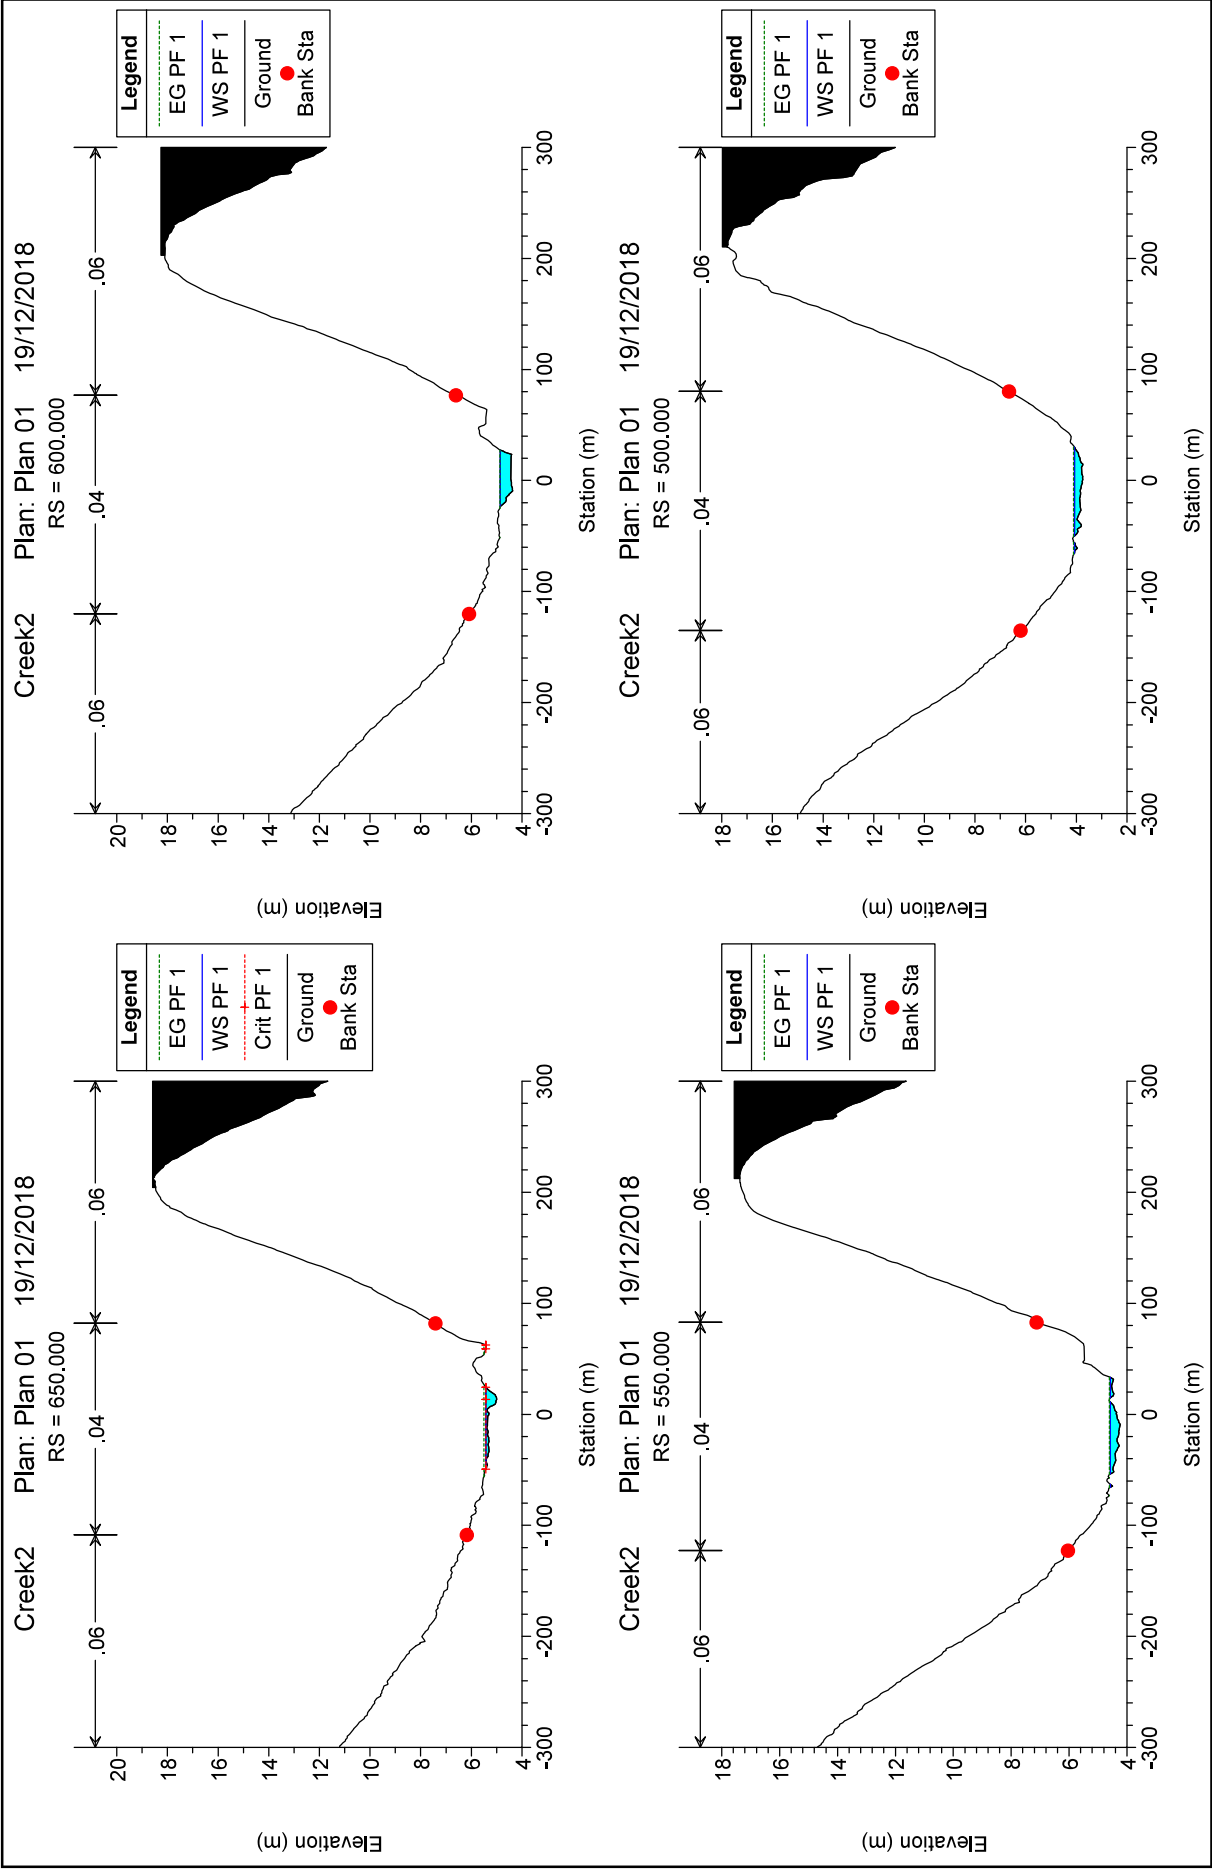 Creek2 Plan: Plan 01 19/12/2018
RS = 650.000
.06
.04
.06
Legend
EG PF 1
WS PF 1
Crit PF 1
Ground
Bank Sta
20
18
16
14
12
10
8
6
4
Elevation (m)
-300
-200
-100
0
100
200
300
Station (m)
Creek2 Plan: Plan 01 19/12/2018
RS = 600.000
.06
.04
.06
Legend
EG PF 1
WS PF 1
Ground
Bank Sta
20
18
16
14
12
10
8
6
4
Elevation (m)
-300
-200
-100
0
100
200
300
Station (m)
Creek2 Plan: Plan 01 19/12/2018
RS = 550.000
.06
.04
.06
Legend
EG PF 1
WS PF 1
Ground
Bank Sta
18
16
14
12
10
8
6
4
Elevation (m)
-300
-200
-100
0
100
200
300
Station (m)
Creek2 Plan: Plan 01 19/12/2018
RS = 500.000
.06
.04
.06
Legend
EG PF 1
WS PF 1
Ground
Bank Sta
18
16
14
12
10
8
6
4
2
Elevation (m)
-300
-200
-100
0
100
200
300
Station (m)